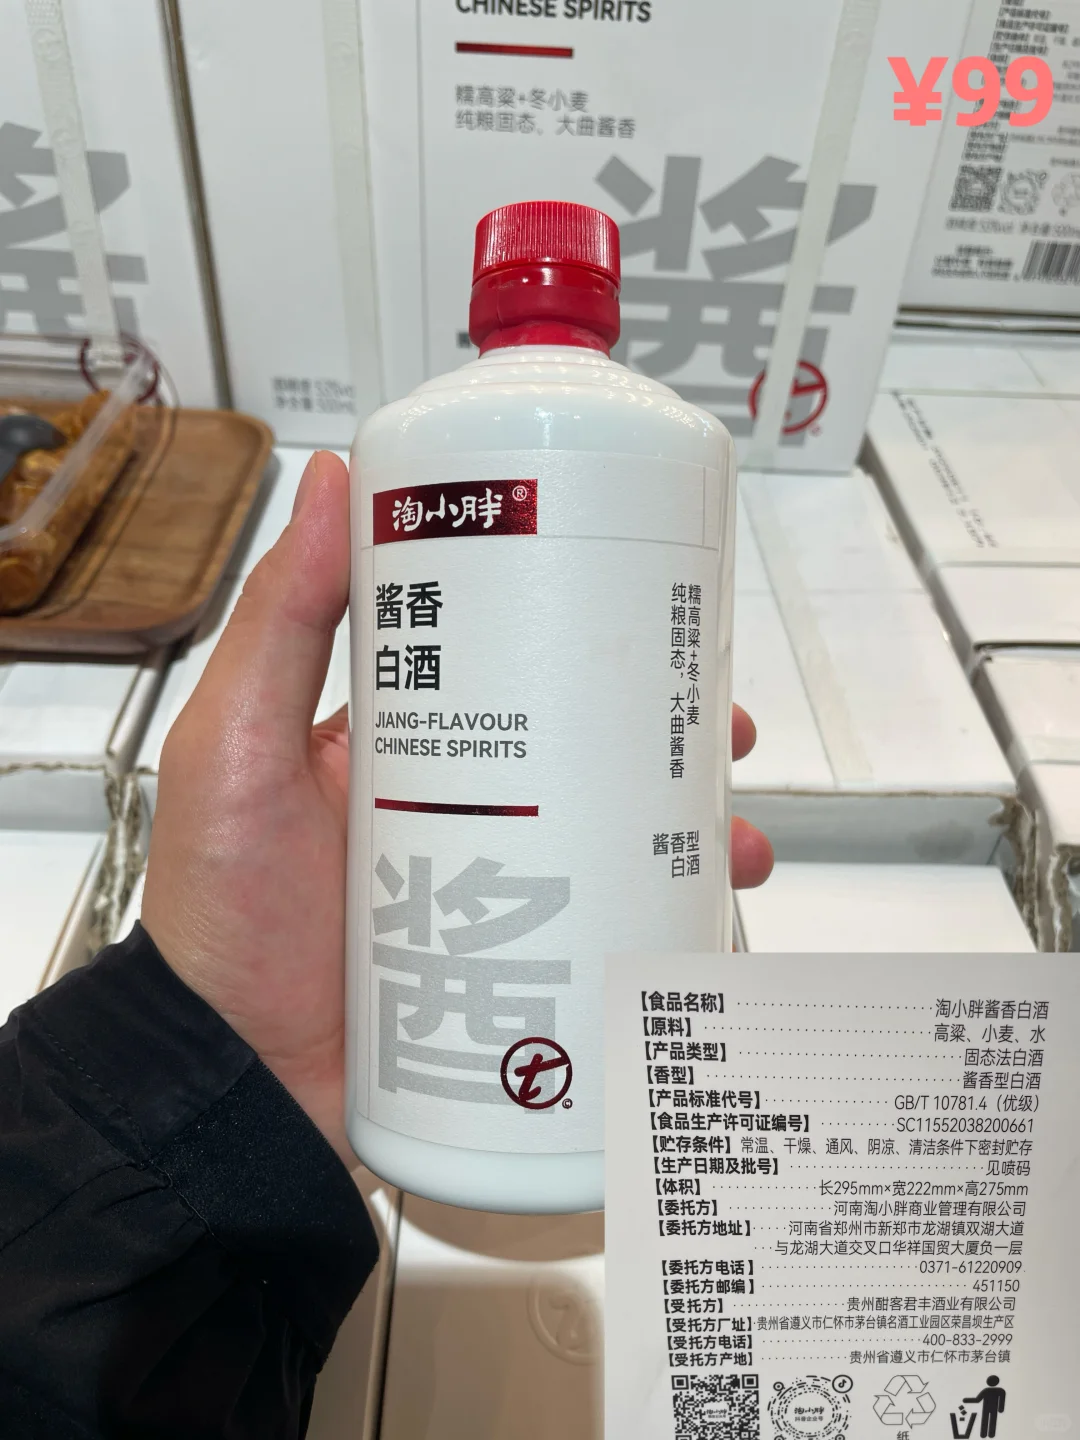 CHINESE SPIRITS
糯高粱+冬小麦
纯粮固态、大曲酱香
¥99
酱
淘小胖®
酱香
白酒
JIANG-FLAVOUR
CHINESE SPIRITS
糯高粱+冬小麦
纯粮固态，大曲酱香
酱香型
白酒
酱
t
【食品名称】淘小胖酱香白酒
【原料】高粱、小麦、水
【产品类型】固态法白酒
【香型】酱香型白酒
【产品标准代号】GB/T 10781.4（优级）
【食品生产许可证编号】SC11552038200661
【贮存条件】常温、干燥、通风、阴凉、清洁条件下密封贮存
【生产日期及批号】见喷码
【体积】长295mm×宽222mm×高275mm
【委托方】河南淘小胖商业管理有限公司
【委托方地址】河南省郑州市新郑市龙湖镇双湖大道
与龙湖大道交叉口华祥国贸大厦负一层
【委托方电话】0371-61220909
【委托方邮编】451150
【受托方】贵州酣客君丰酒业有限公司
【受托方厂址】贵州省遵义市仁怀市茅台镇名酒工业园区荣昌坝生产区
【受托方电话】400-833-2999
【受托方产地】贵州省遵义市仁怀市茅台镇
淘小胖
纸